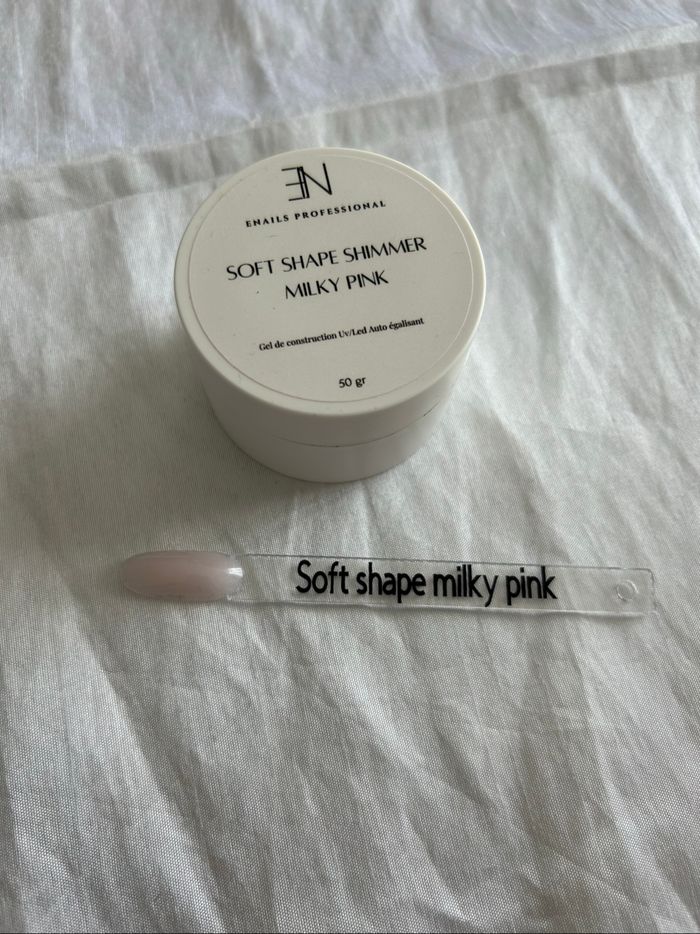 EN
ENAILS PROFESSIONAL
SOFT SHAPE SHIMMER
MILKY PINK
Gel de construction Uv/Led Auto égalisant
50 gr
Soft shape milky pink